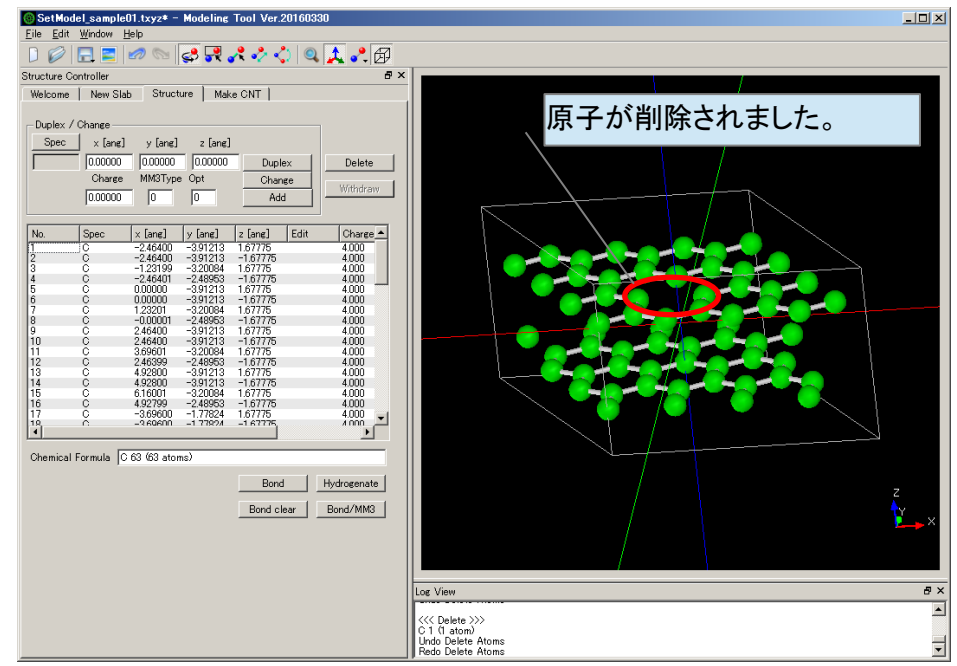 SetModel_sample01.txyz* - Modeling Tool Ver.20160330
File Edit Window Help
Structure Controller
Welcome New Slab Structure Make CNT
Duplex / Change
Spec x [ang] y [ang] z [ang]
0.00000 0.00000 0.00000 Duplex Delete
Charge MM3Type Opt Change
Withdraw
0.00000 0 0 Add
No. Spec x [ang] y [ang] z [ang] Edit Charge
1 C -2.46400 -3.91213 1.67775 4.000
2 C -2.46400 -3.91213 -1.67775 4.000
3 C -1.23199 -3.20084 1.67775 4.000
4 C -2.46401 -2.48953 -1.67775 4.000
5 C 0.00000 -3.91213 1.67775 4.000
6 C 0.00000 -3.91213 -1.67775 4.000
7 C 1.23201 -3.20084 1.67775 4.000
8 C -0.00001 -2.48953 -1.67775 4.000
9 C 2.46400 -3.91213 1.67775 4.000
10 C 2.46400 -3.91213 -1.67775 4.000
11 C 3.69601 -3.20084 1.67775 4.000
12 C 2.46399 -2.48953 -1.67775 4.000
13 C 4.92800 -3.91213 1.67775 4.000
14 C 4.92800 -3.91213 -1.67775 4.000
15 C 6.16001 -3.20084 1.67775 4.000
16 C 4.92799 -2.48953 -1.67775 4.000
17 C -3.69600 -1.77824 1.67775 4.000
18 C -3.69600 -1.77824 -1.67775 4.000
Chemical Formula C 63 (63 atoms)
Bond Hydrogenate
Bond clear Bond/MM3
原子が削除されました。
Z
Y
X
Log View
<<< Delete >>>
C 1 (1 atom)
Undo Delete Atoms
Redo Delete Atoms